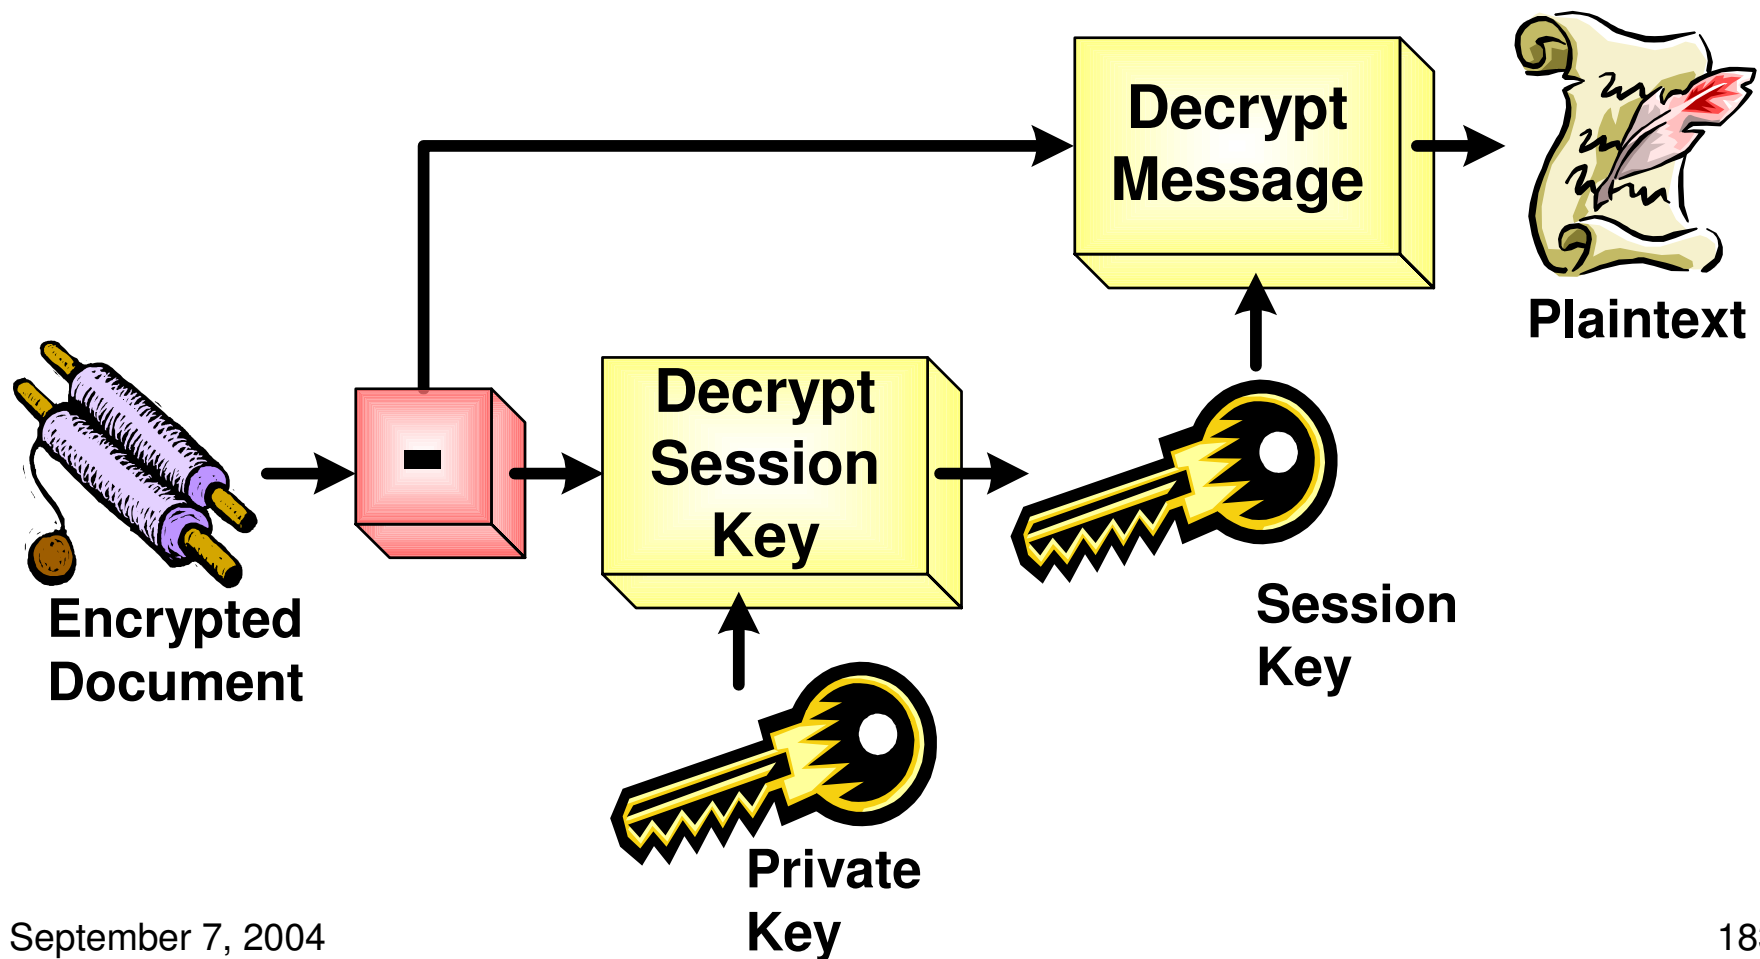 Decrypt
Message
Plaintext
Decrypt
Session
Key
-
Encrypted
Document
Session
Key
Private
Key
September 7, 2004